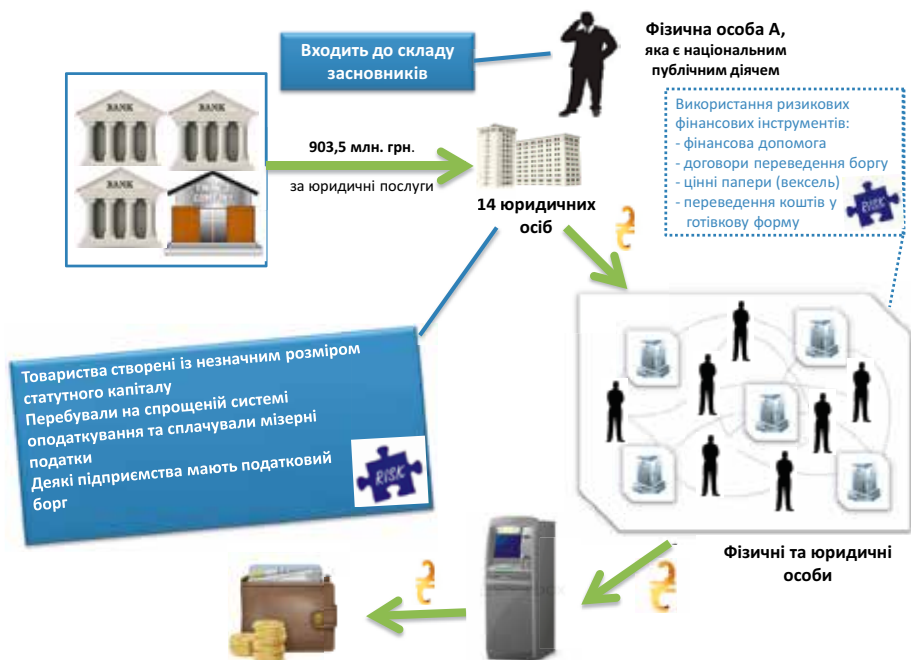 Входить до складу
засновників
Фізична особа А,
яка є національним
публічним діячем
BANK
BANK
BANK
903,5 млн. грн.
за юридичні послуги
14 юридичних
осіб
Використання ризикових
фінансових інструментів:
- фінансова допомога
- договори переведення боргу
- цінні папери (вексель)
- переведення коштів у
готівкову форму
RISK
Товариства створені із незначним розміром
статутного капіталу
Перебували на спрощеній системі
оподаткування та сплачували мізерні
податки
Деякі підприємства мають податковий
борг
RISK
Фізичні та юридичні
особи